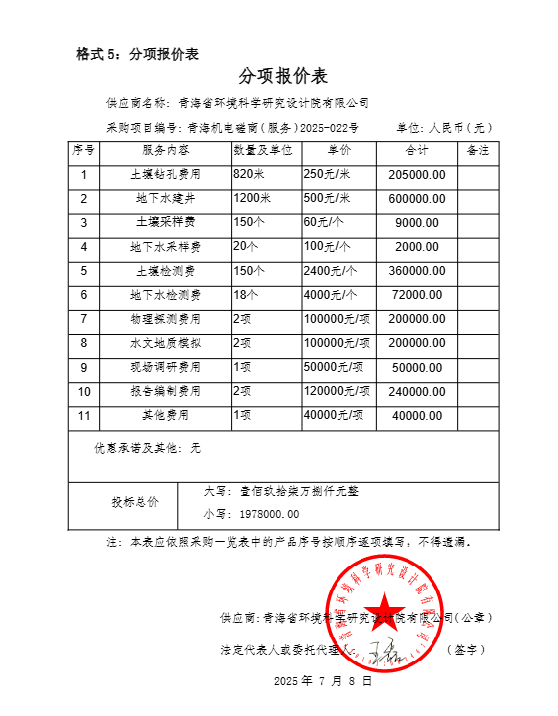 格式 5：分项报价表
分项报价表
供应商名称: 青海省环境科学研究设计院有限公司
采购项目编号: 青海机电磋商(服务)2025-022号 单位: 人民币(元)
序号 服务内容 数量及单位 单价 合计 备注
1 土壤钻孔费用 820米 250元/米 205000.00
2 地下水建井 1200米 500元/米 600000.00
3 土壤采样费 150个 60元/个 9000.00
4 地下水采样费 20个 100元/个 2000.00
5 土壤检测费 150个 2400元/个 360000.00
6 地下水检测费 18个 4000元/个 72000.00
7 物理探测费用 2项 100000元/项 200000.00
8 水文地质模拟 2项 100000元/项 200000.00
9 现场调研费用 1项 50000元/项 50000.00
10 报告编制费用 2项 120000元/项 240000.00
11 其他费用 1项 40000元/项 40000.00
优惠承诺及其他: 无
投标总价
大写: 壹佰玖拾柒万捌仟元整
小写: 1978000.00
注: 本表应依照采购一览表中的产品序号按顺序逐项填写, 不得遗漏.
供应商: 青海省环境科学研究设计院有限公司(公章)
法定代表人或委托代理人: (签字)
2025年 7 月 8 日
青海省环境科学研究设计院有限公司